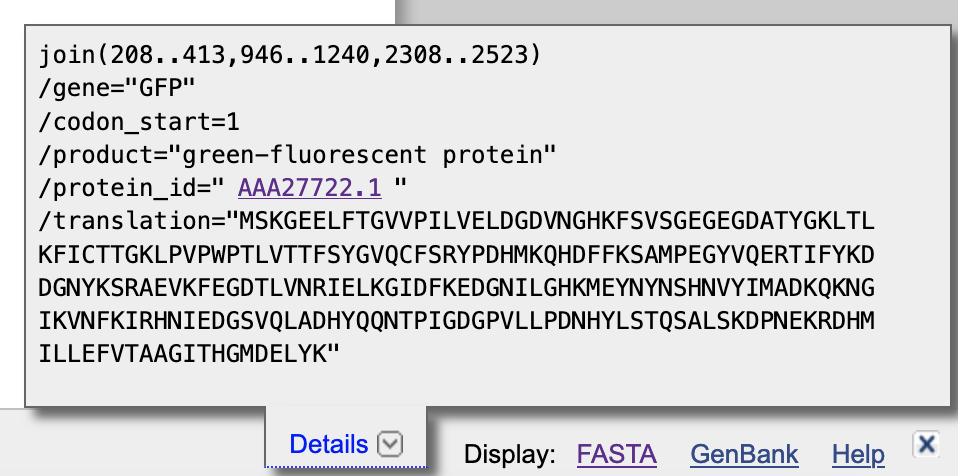 join(208..413,946..1240,2308..2523)
/gene="GFP"
/codon_start=1
/product="green-fluorescent protein"
/protein_id=" AAA27722.1 "
/translation="MSKGEELFTGVVPILVELDGDVNGHKFSVSGEGEGDATYGKLTL
KFICTTGKLPVPWPTLVTTFSYGVQCFSRYPDHMKQHDFFKSAMPEGYVQERTIFYKD
DGNYKSRAEVKFEGDTLVNRIELKGIDFKEDGNILGHKMEYNYNSHNVYIMADKQKNG
IKVNFKIRHNIEDGSVQLADHYQQNTPIGDGPVLLPDNHYLSTQSALSKDPNEKRDHM
ILLEFVTAAGITHGMDELYK"
Details
Display: FASTA GenBank Help